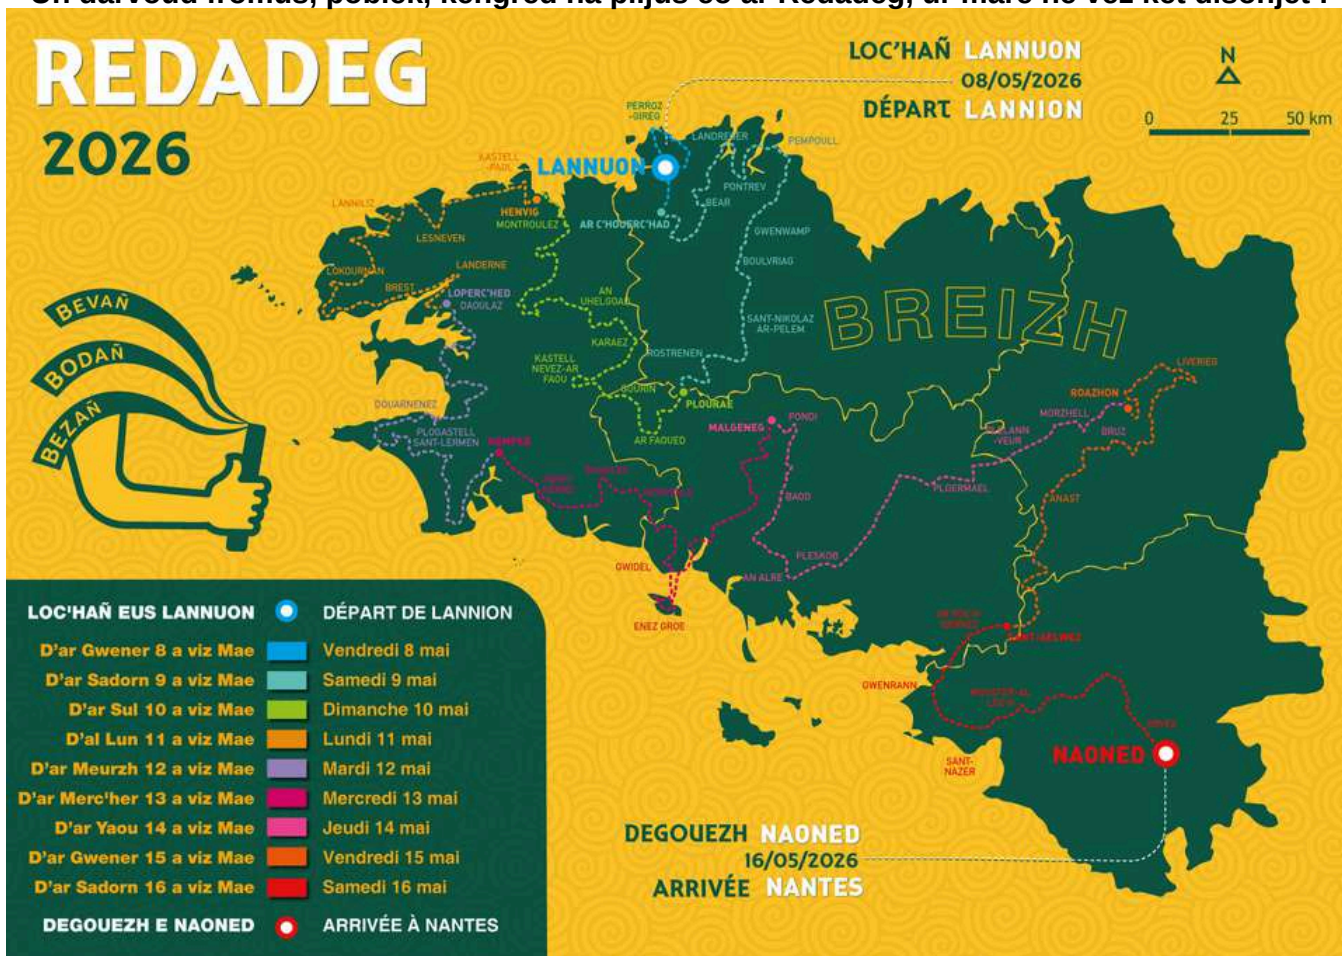 REDADEG
2026
LOC'HAÑ LANNUON
08/05/2026
DÉPART LANNION
N
0 25 50 km
PERROZ
-GIREG
LANDREGER
PEMPOULL
KASTELL
-PAOL
LANNUON
PONTREV
LANNILIZ
HENVIG
BEAR
MONTROULEZ
AR C'HOUERC'HAD
GWENWAMP
LESNEVEN
BOULVRIAG
LOKOURNAN
LANDERNE
BREST
LOPERC'HED
DAOULAZ
AN
UHELGOAD
SANT-NIKOLAZ
AR-PELEM
BREIZH
KARAEZ
ROSTRENEN
KASTELL
NEVEZ-AR
FAOU
GOURIN
PLOURAE
LIVERIEG
ROAZHON
DOUARNENEZ
PLOGASTELL
SANT-LERMEN
KEMPER
AR FAOUED
MALGENEG
PONDI
MORZHELL
PLELANN
-VEUR
BRUZ
BEVAÑ
BODAÑ
BEZAÑ
BAOD
PLOERMAEL
ANAST
GWIDEL
PLESKOB
AN ALRE
ENEZ GROE
GWENRANN
SANT-
NAZER
NAONED
DEGOUEZH NAONED
16/05/2026
ARRIVÉE NANTES
LOC'HAÑ EUS LANNUON DÉPART DE LANNION
D'ar Gwener 8 a viz Mae Vendredi 8 mai
D'ar Sadorn 9 a viz Mae Samedi 9 mai
D'ar Sul 10 a viz Mae Dimanche 10 mai
D'al Lun 11 a viz Mae Lundi 11 mai
D'ar Meurzh 12 a viz Mae Mardi 12 mai
D'ar Merc'her 13 a viz Mae Mercredi 13 mai
D'ar Yaou 14 a viz Mae Jeudi 14 mai
D'ar Gwener 15 a viz Mae Vendredi 15 mai
D'ar Sadorn 16 a viz Mae Samedi 16 mai
DEGOUEZH E NAONED ARRIVÉE À NANTES